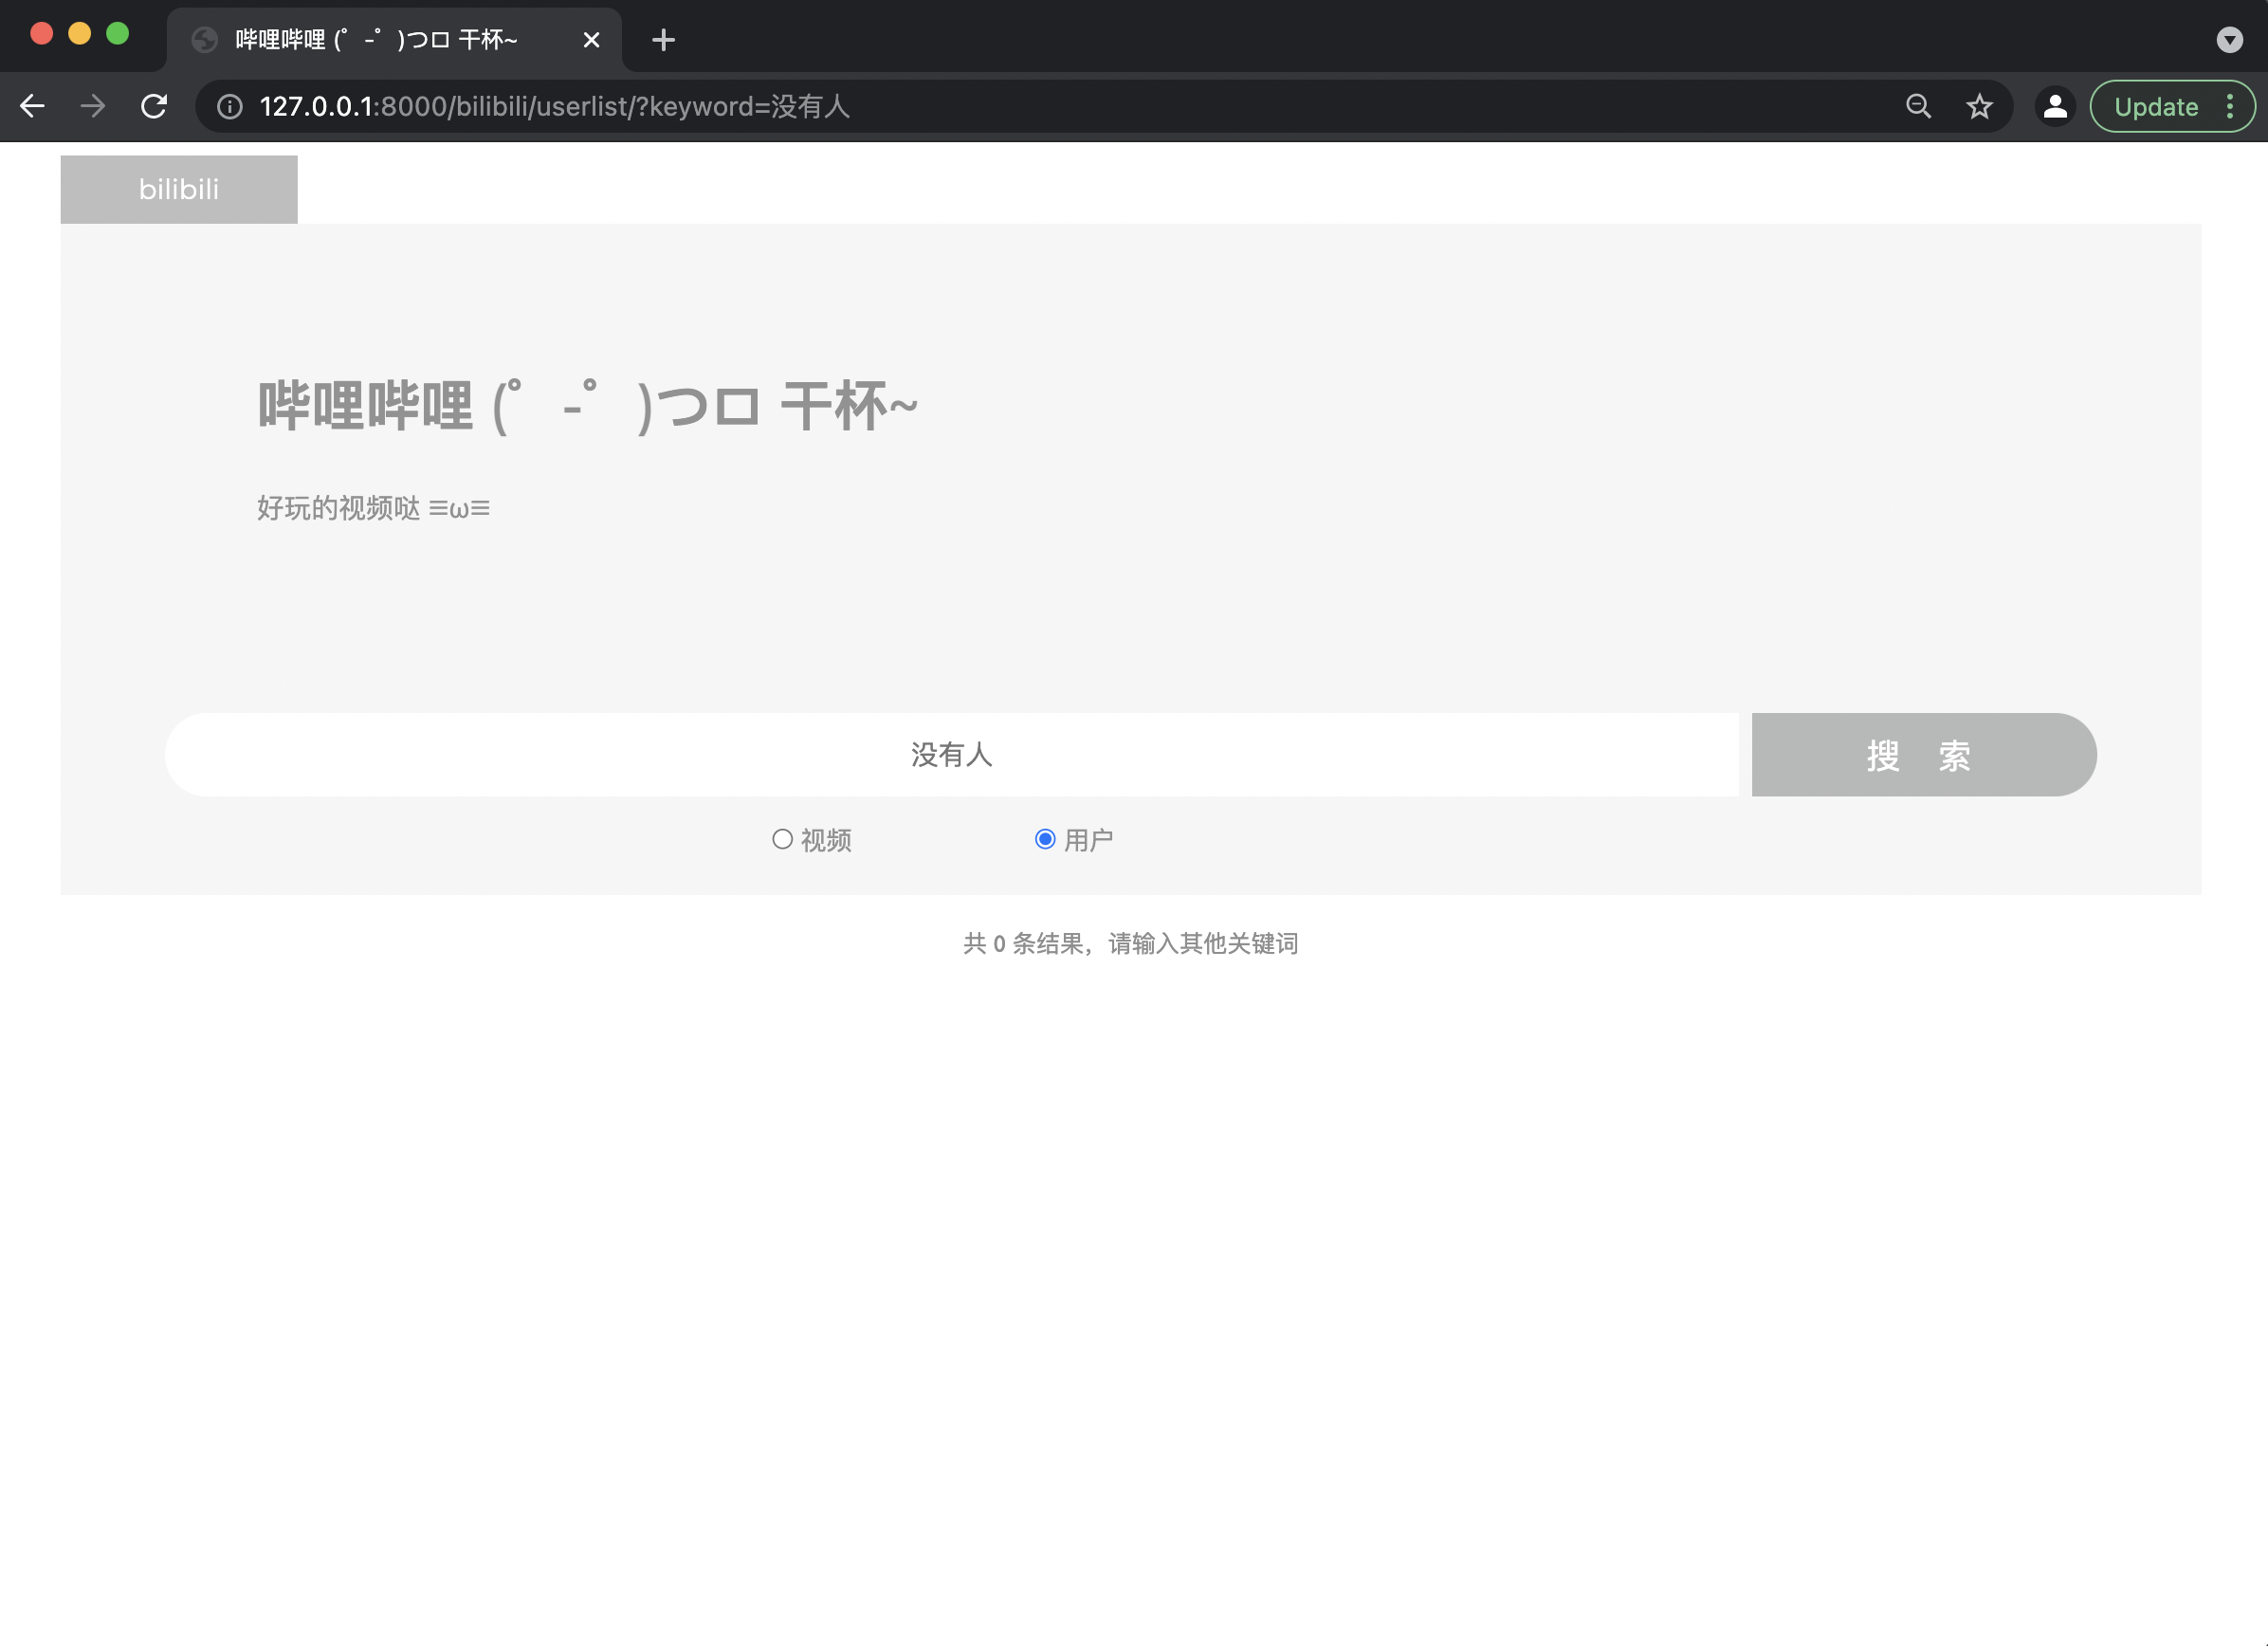 哔哩哔哩 (゜-゜)つロ 干杯~
127.0.0.1:8000/bilibili/userlist/?keyword=没有人
Update
bilibili
哔哩哔哩 (゜-゜)つロ 干杯~
好玩的视频哒 ≡ω≡
没有人
搜 索
视频
用户
共 0 条结果，请输入其他关键词